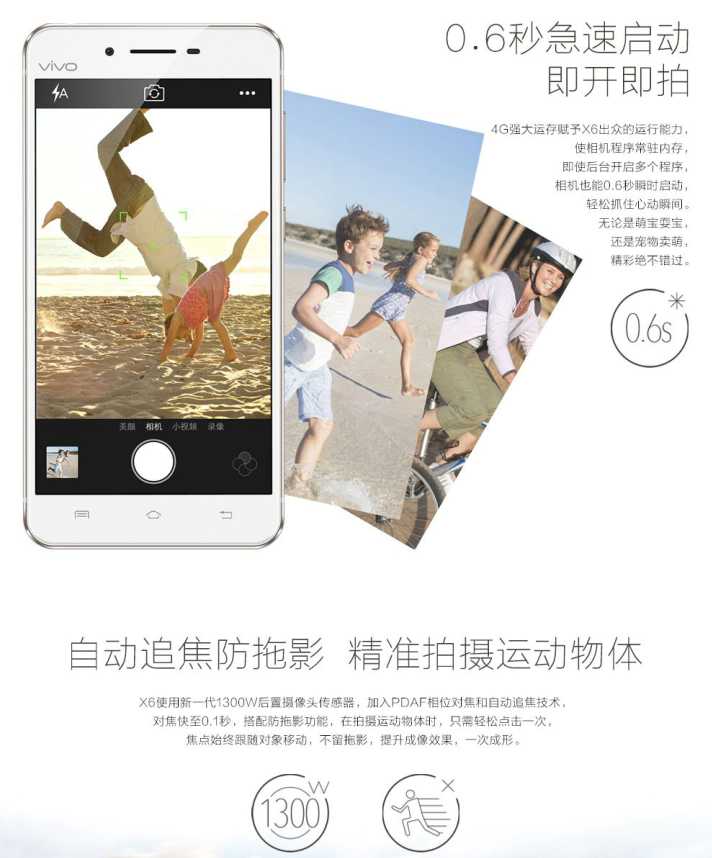 vivo
A
美颜 相机 小视频 录像
0.6秒急速启动
即开即拍
4G强大运存赋予X6出众的运行能力，
使相机程序常驻内存，
即使后台开启多个程序，
相机也能0.6秒瞬时启动，
轻松抓住心动瞬间。
无论是萌宝耍宝，
还是宠物卖萌，
精彩绝不错过。
0.6s
自动追焦防拖影 精准拍摄运动物体
X6使用新一代1300W后置摄像头传感器，加入PDAF相位对焦和自动追焦技术，
对焦快至0.1秒，搭配防拖影功能，在拍摄运动物体时，只需轻松点击一次，
焦点始终跟随对象移动，不留拖影，提升成像效果，一次成形。
1300W
X